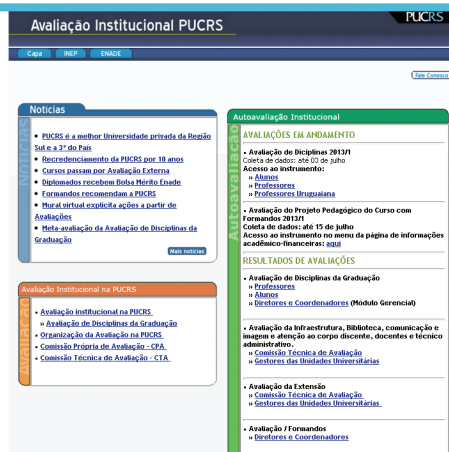 Avaliação Institucional PUCRS
PUCRS
Capa
INEP
ENADE
Fale Conosco
Noticias
Noticias
• PUCRS é a melhor Universidade privada da Região
Sul e a 3ª do País
• Recredenciamento da PUCRS por 10 anos
• Cursos passam por Avaliação Externa
• Diplomados recebem Bolsa Mérito Enade
• Formandos recomendam a PUCRS
• Mural virtual explicita ações a partir de
Avaliações
• Meta-avaliação da Avaliação de Disciplinas da
Graduação
Mais notícias
Avaliação Institucional na PUCRS
Avaliação
• Avaliação institucional na PUCRS
» Avaliação de Disciplinas da Graduação
• Organização da Avaliação na PUCRS
• Comissão Própria de Avaliação - CPA
• Comissão Técnica de Avaliação - CTA
Autoavaliação Institucional
Autoavaliação
AVALIAÇÕES EM ANDAMENTO
• Avaliação de Diciplinas 2013/1
Coleta de dados: até 03 de julho
Acesso ao instrumento:
» Alunos
» Professores
» Professores Uruguaiana
• Avaliação do Projeto Pedagógico do Curso com
Formandos 2013/1
Coleta de dados: até 15 de julho
Acesso ao instrumento no menu da página de informações
acadêmico-financeiras: aqui
RESULTADOS DE AVALIAÇÕES
• Avaliação de Disciplinas da Graduação
» Professores
» Alunos
» Diretores e Coordenadores (Módulo Gerencial)
• Avaliação da Infraestrutura, Biblioteca, comunicação e
imagem e atenção ao corpo discente, docentes e técnico
administrativo.
» Comissão Técnica de Avaliação
» Gestores das Unidades Universitárias
• Avaliação da Extensão
» Comissão Técnica de Avaliação
» Gestores das Unidades Universitárias
• Avaliação / Formandos
» Diretores e Coordenadores